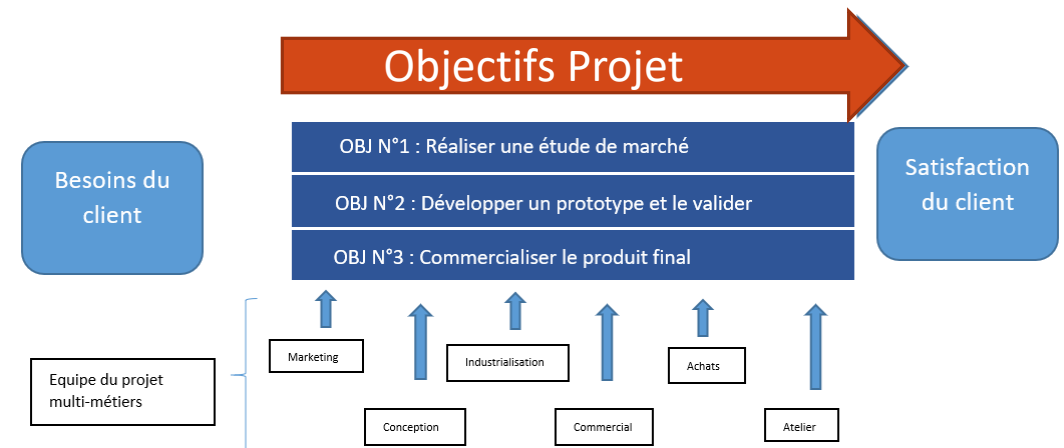 Objectifs Projet
OBJ N°1 : Réaliser une étude de marché
Besoins du
client
Satisfaction
du client
OBJ N°2 : Développer un prototype et le valider
OBJ N°3 : Commercialiser le produit final
Marketing
Industrialisation
Achats
Equipe du projet
multi-métiers
Conception
Commercial
Atelier